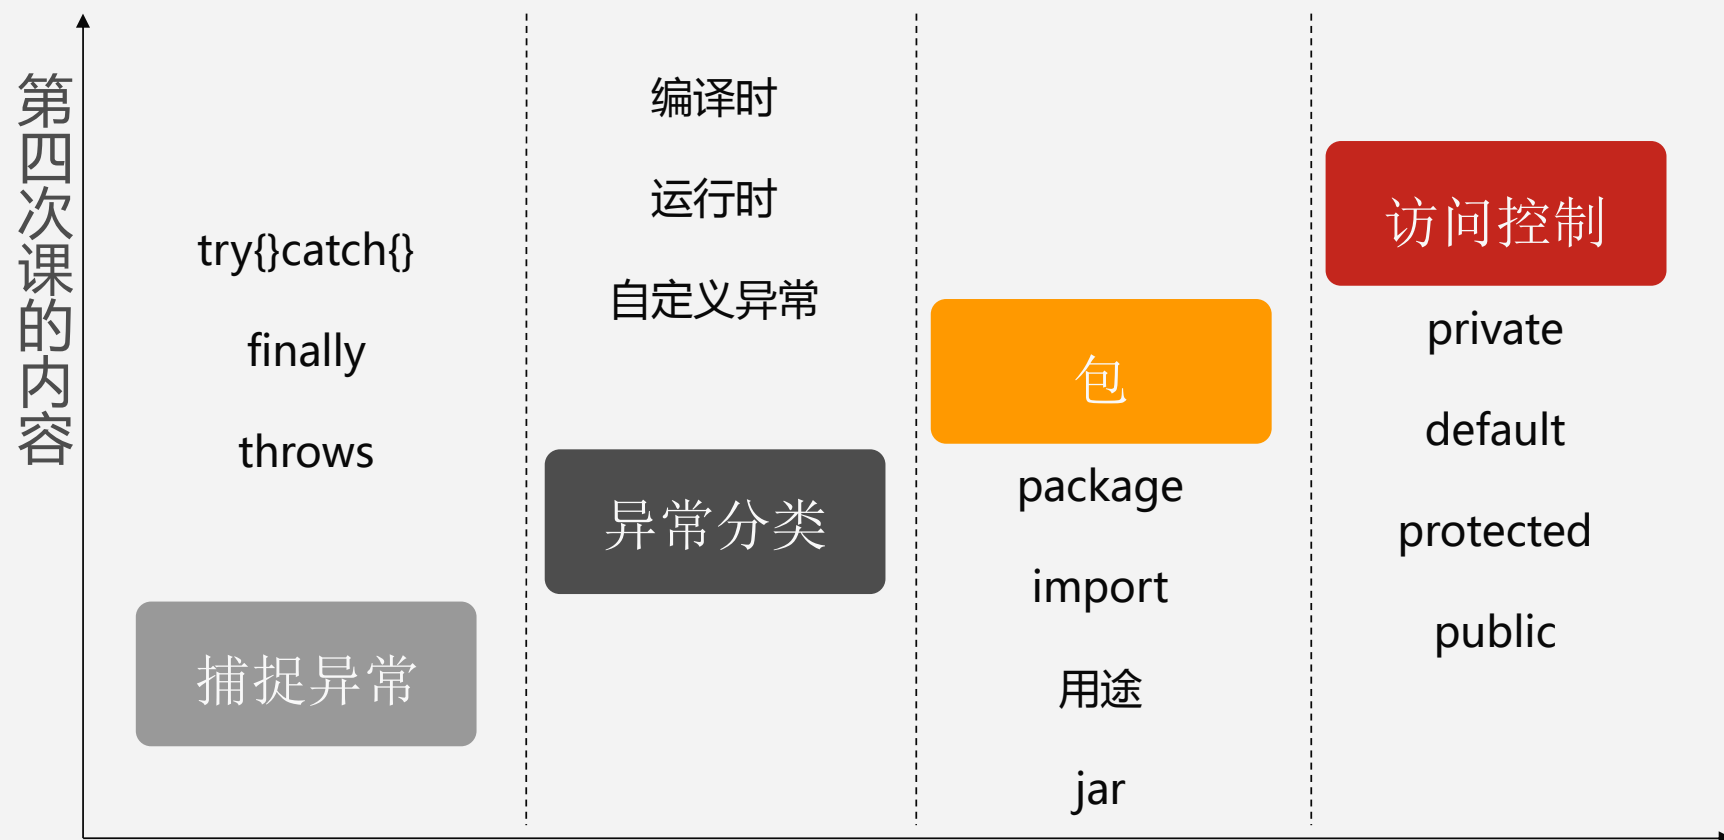 第四次课的内容
try{}catch{}
finally
throws
捕捉异常
编译时
运行时
自定义异常
异常分类
包
package
import
用途
jar
访问控制
private
default
protected
public